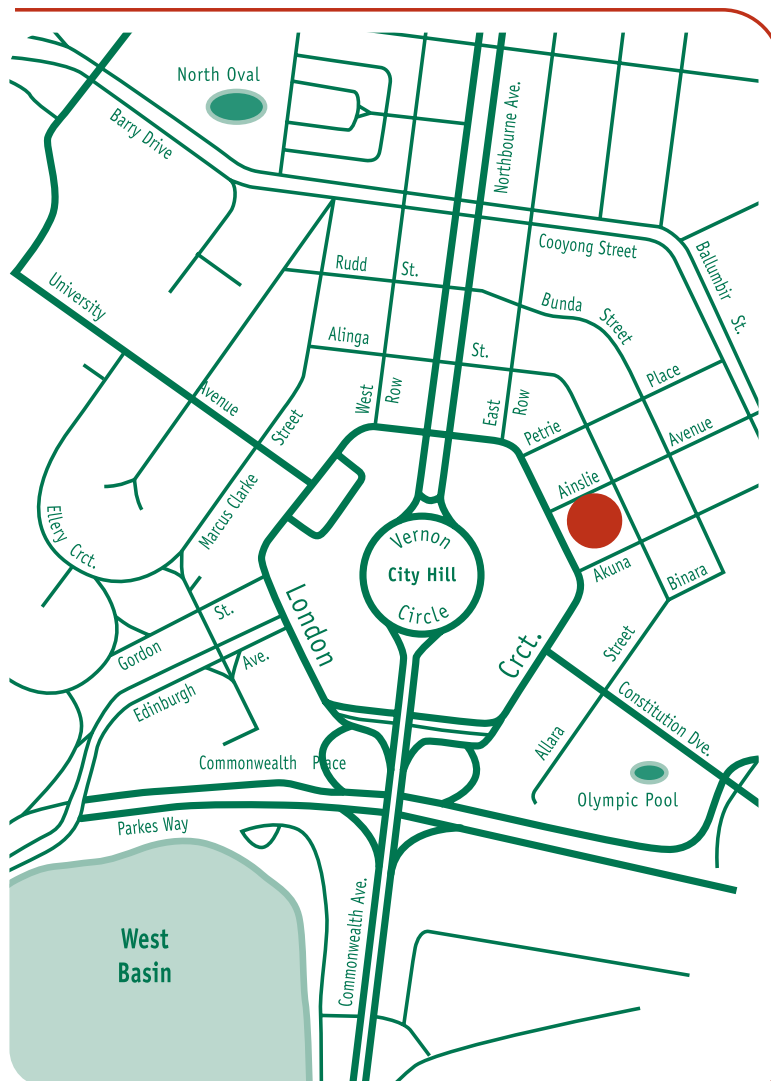 North Oval
Barry Drive
Northbourne Ave.
Cooyong Street
Ballumbir St.
Rudd St.
Bunda Street
University Avenue
Alinga St.
Place
West Row
East Row
Petrie
Avenue
Street
Ainslie
Marcus Clarke
Ellery Crct.
Vernon
City Hill
Circle
Akuna
Binara
London
Crct.
St.
Gordon
Street
Ave.
Edinburgh
Constitution Dve.
Allara
Commonwealth Place
Olympic Pool
Parkes Way
Commonwealth Ave.
West
Basin